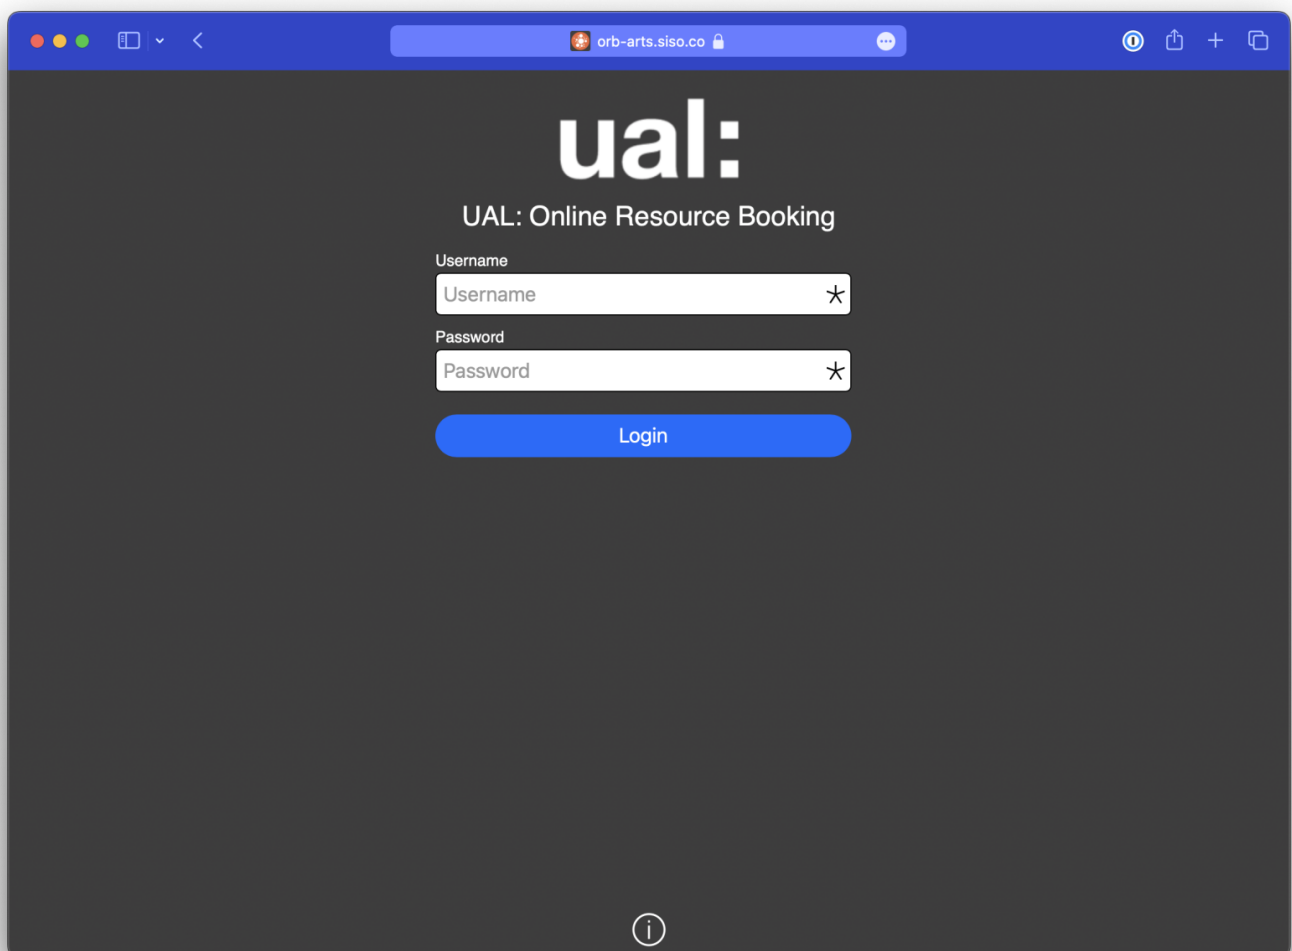 orb-arts.siso.co
ual:
UAL: Online Resource Booking
Username
Username
Password
Password
Login